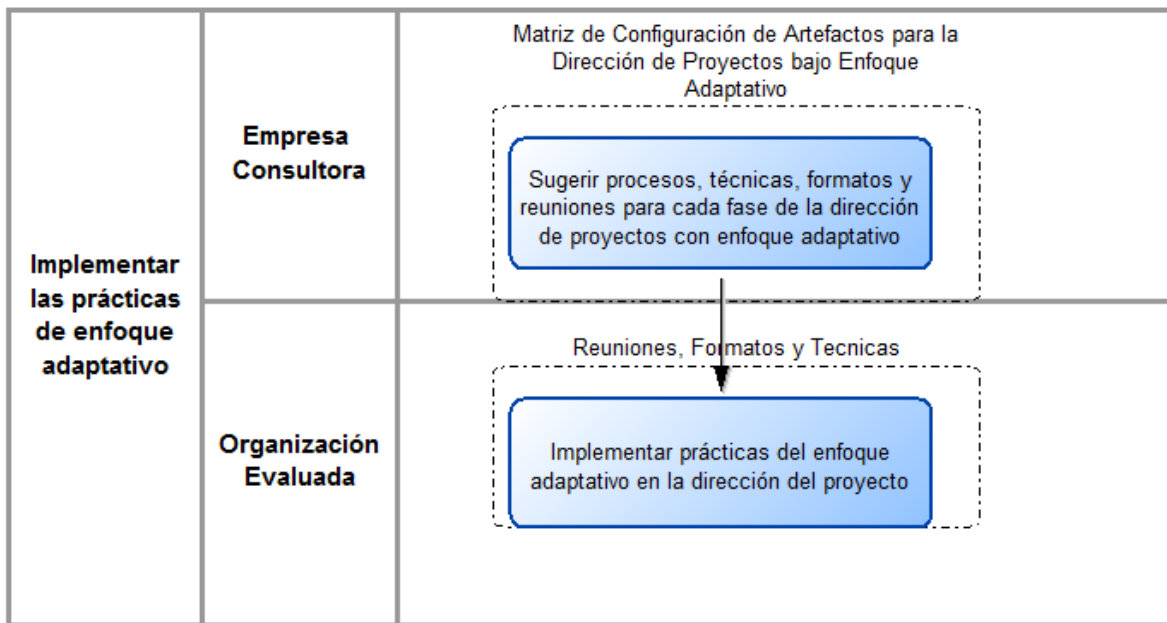 Implementar
las prácticas
de enfoque
adaptativo
Empresa
Consultora
Matriz de Configuración de Artefactos para la
Dirección de Proyectos bajo Enfoque
Adaptativo
Sugerir procesos, técnicas, formatos y
reuniones para cada fase de la dirección
de proyectos con enfoque adaptativo
Organización
Evaluada
Reuniones, Formatos y Tecnicas
Implementar prácticas del enfoque
adaptativo en la dirección del proyecto